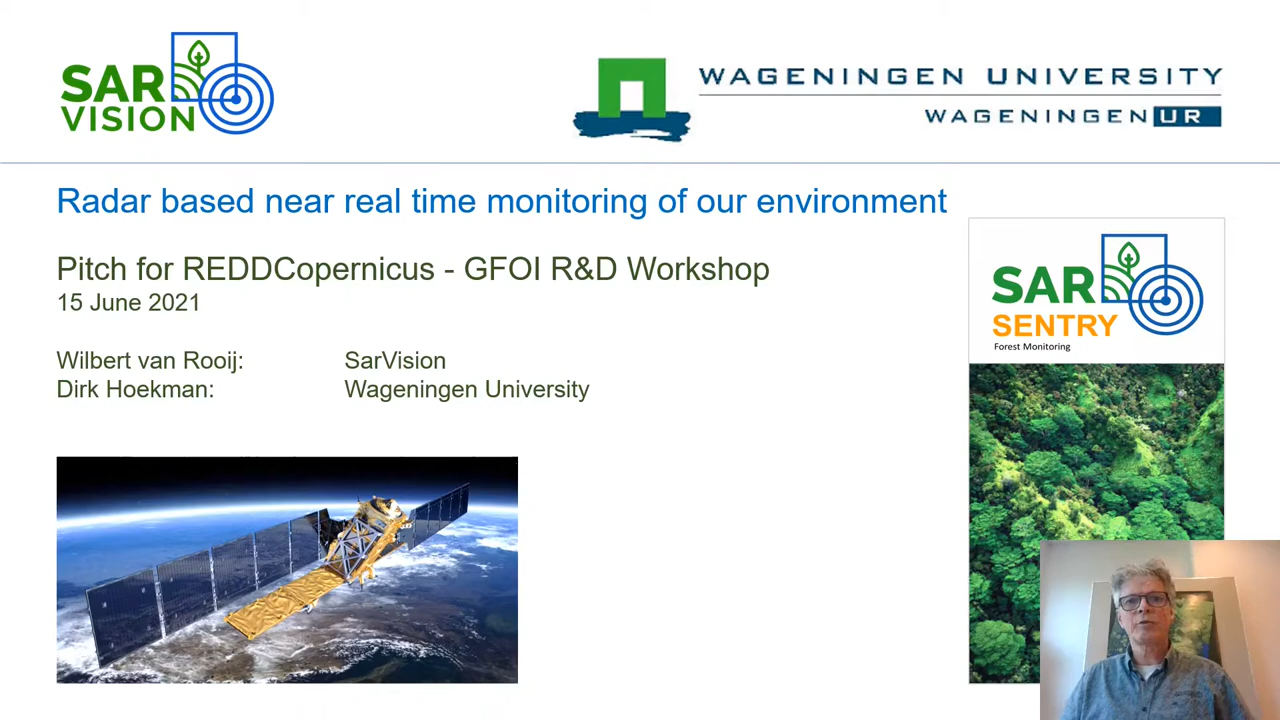 SAR
VISION
WAGENINGEN UNIVERSITY
WAGENINGEN UR
Radar based near real time monitoring of our environment
Pitch for REDDCopernicus - GFOI R&D Workshop
15 June 2021
Wilbert van Rooij: SarVision
Dirk Hoekman: Wageningen University
SAR
SENTRY
Forest Monitoring